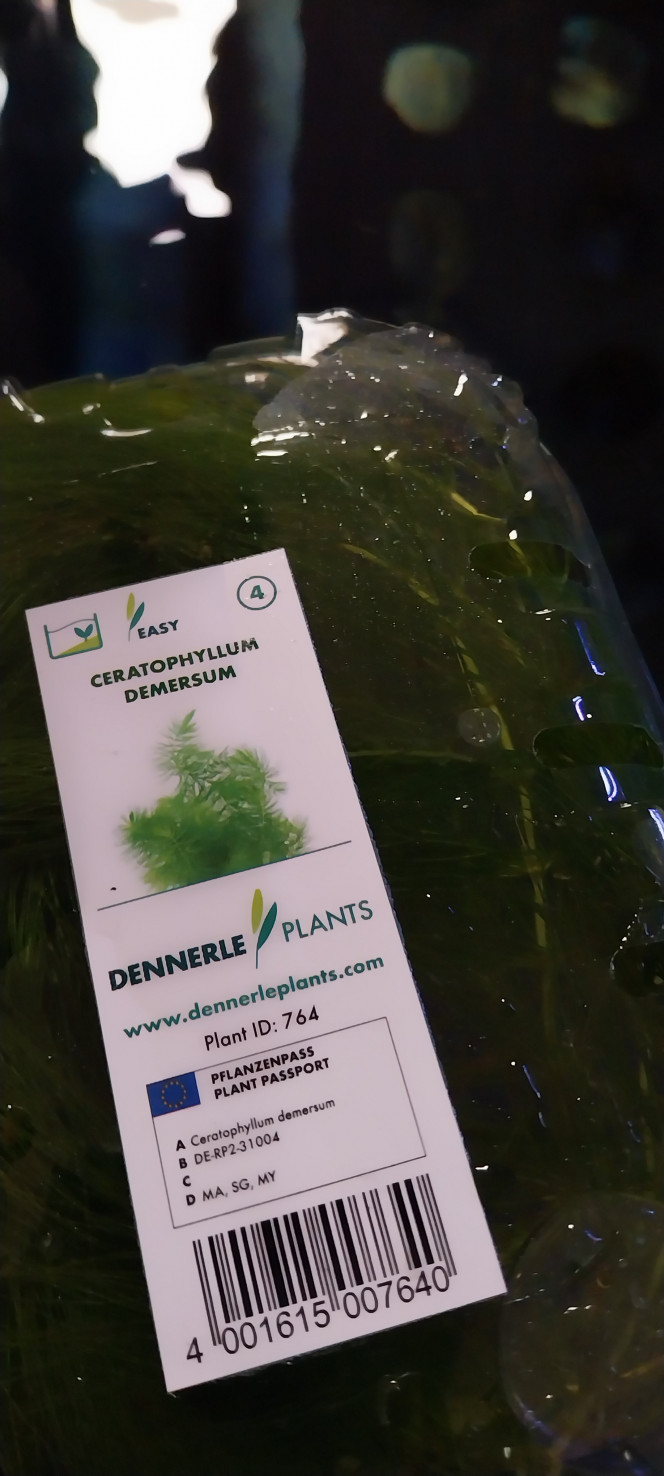 4
EASY
CERATOPHYLLUM
DEMERSUM
DENNERLE PLANTS
www.dennerleplants.com
Plant ID: 764
PFLANZENPASS
PLANT PASSPORT
A Ceratophyllum demersum
B DE-RP2-31004
C
D MA, SG, MY
4 001615 007640